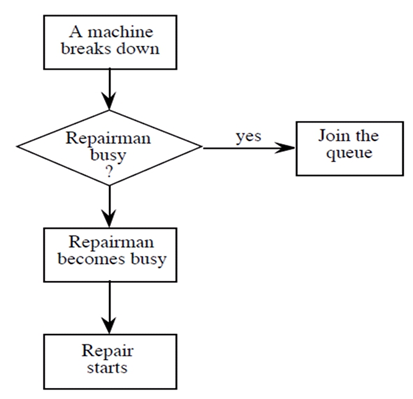 A machine
breaks down
Repairman
busy
?
yes
Join the
queue
Repairman
becomes busy
Repair
starts